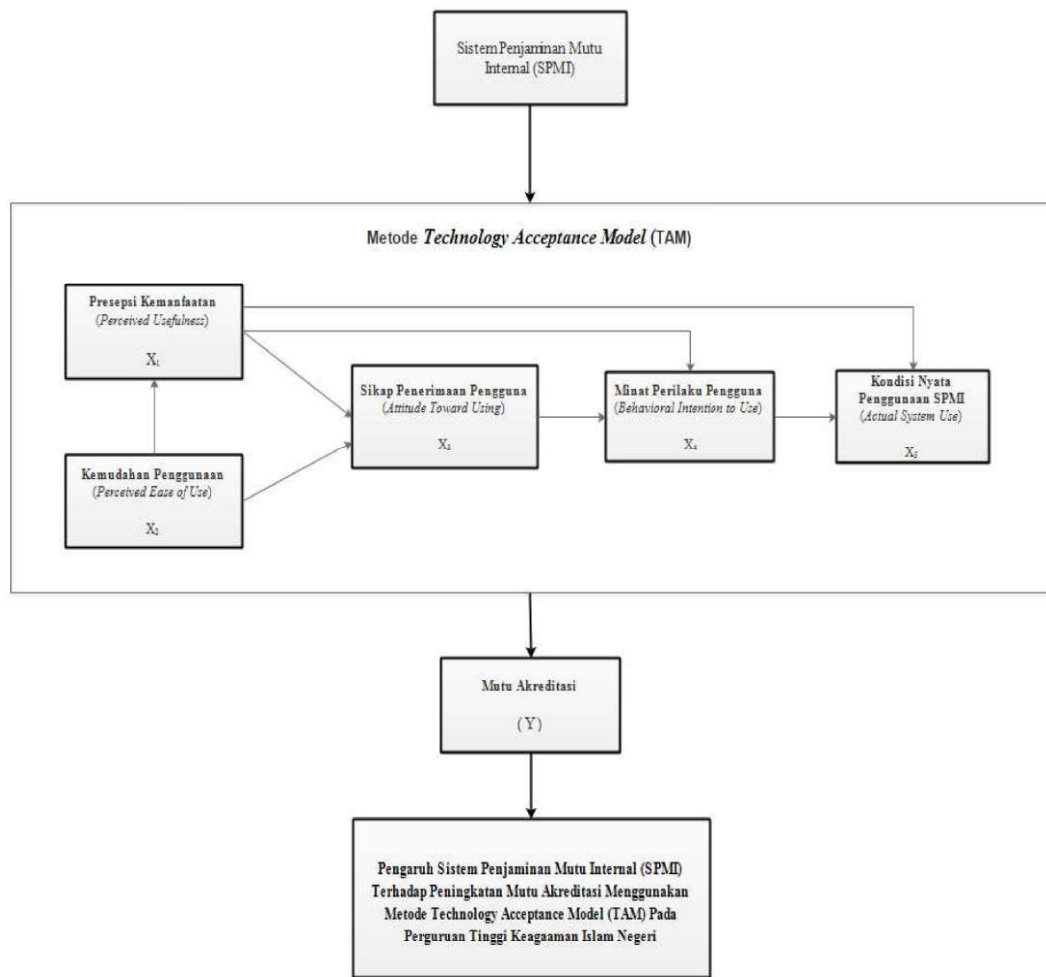 Sistem Penjaminan Mutu
Internal (SPMI)
Metode Technology Acceptance Model (TAM)
Presepsi Kemanfaatan
(Perceived Usefulness)
X₁
Kemudahan Penggunaan
(Perceived Ease of Use)
X₂
Sikap Penerimaan Pengguna
(Attitude Toward Using)
X₃
Minat Perilaku Pengguna
(Behavioral Intention to Use)
X₄
Kondisi Nyata
Penggunaan SPMI
(Actual System Use)
X₅
Mutu Akreditasi
( Y )
Pengaruh Sistem Penjaminan Mutu Internal (SPMI)
Terhadap Peningkatan Mutu Akreditasi Menggunakan
Metode Technology Acceptance Model (TAM) Pada
Perguruan Tinggi Keagaaman Islam Negeri